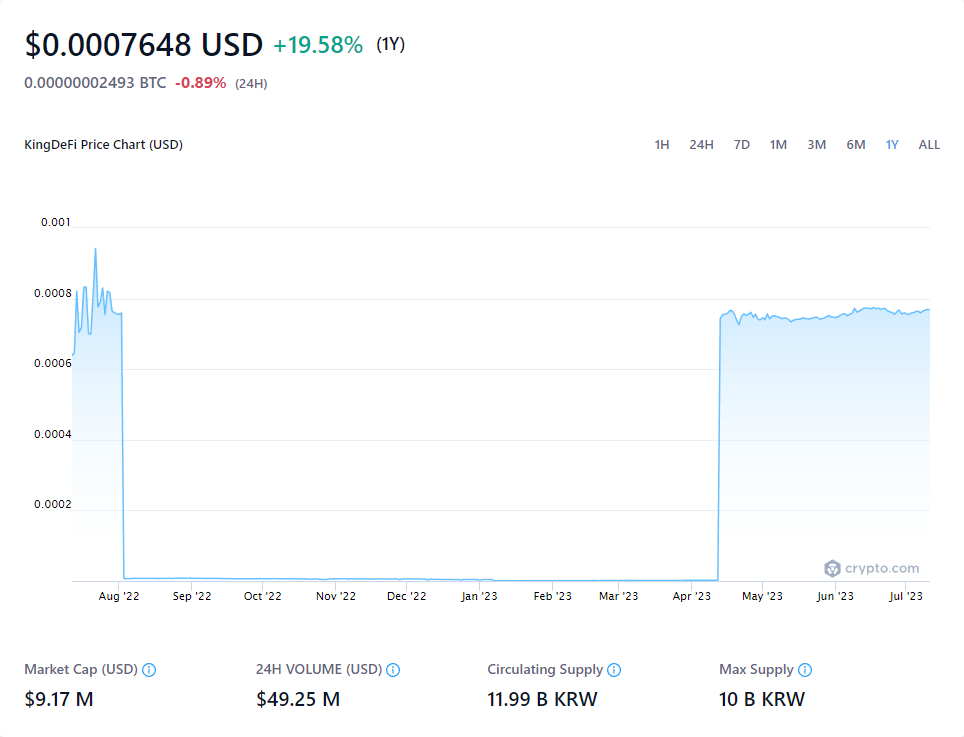 $0.0007648 USD +19.58% (1Y)
0.00000002493 BTC -0.89% (24H)
KingDeFi Price Chart (USD) 1H 24H 7D 1M 3M 6M 1Y ALL
0.001
0.0008
0.0006
0.0004
0.0002
crypto.com
Aug '22 Sep '22 Oct '22 Nov '22 Dec '22 Jan '23 Feb '23 Mar '23 Apr '23 May '23 Jun '23 Jul '23
Market Cap (USD) 24H VOLUME (USD) Circulating Supply Max Supply
$9.17 M $49.25 M 11.99 B KRW 10 B KRW